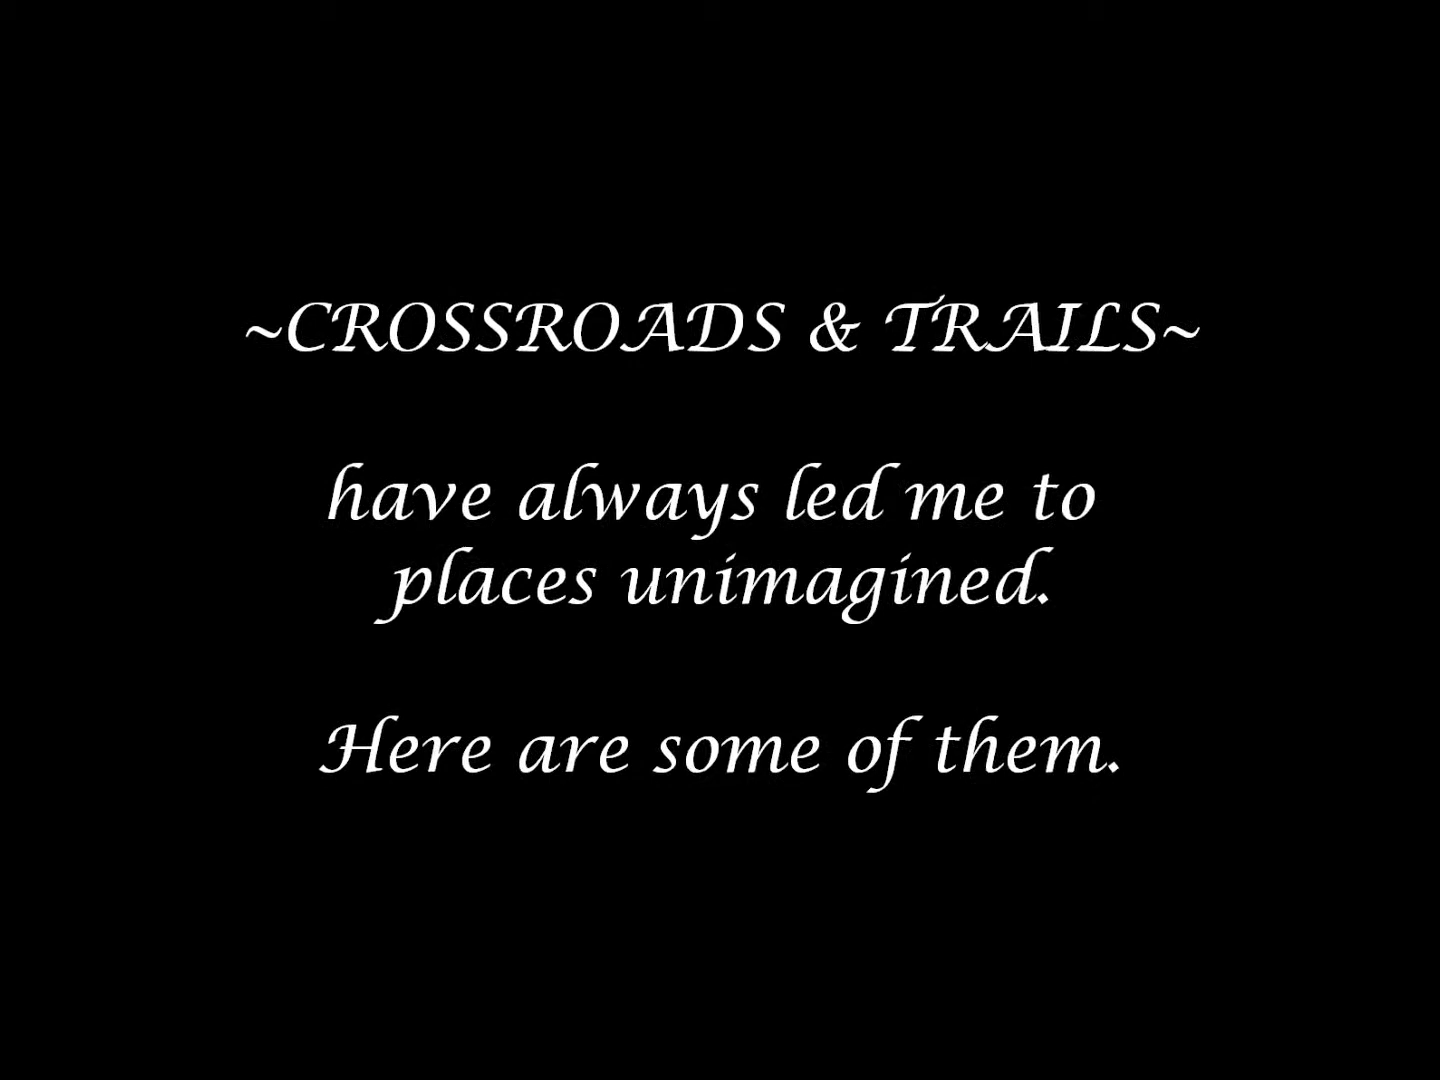 ~CROSSROADS & TRAILS~
have always led me to
places unimagined.
Here are some of them.